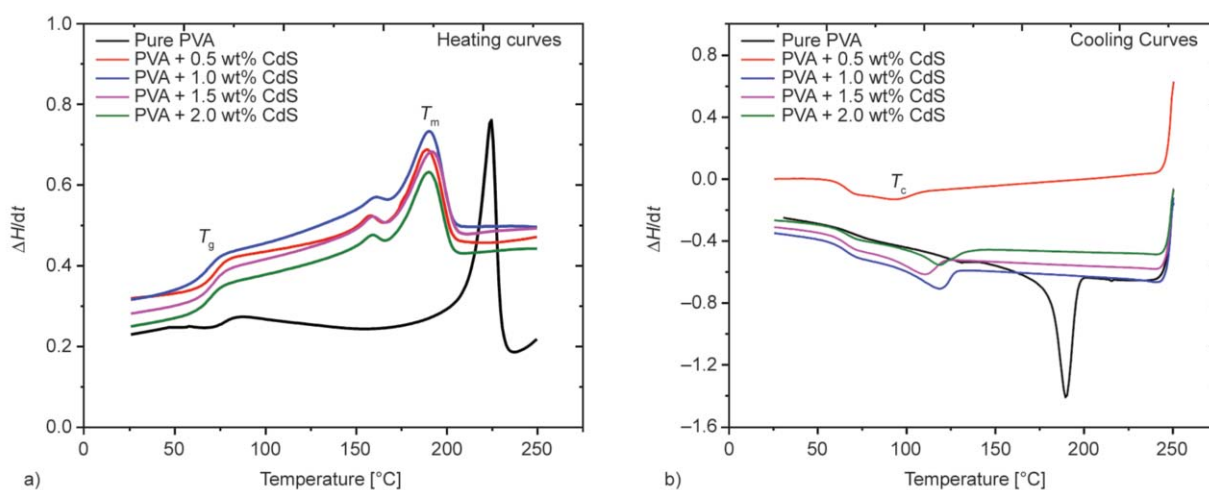 1.0
0.8
0.6
0.4
0.2
0.0
ΔH/dt
Pure PVA
PVA + 0.5 wt% CdS
PVA + 1.0 wt% CdS
PVA + 1.5 wt% CdS
PVA + 2.0 wt% CdS
Heating curves
Tg
Tm
0 50 100 150 200 250
Temperature [°C]
a)
0.8
0.4
0.0
–0.4
–0.8
–1.2
–1.6
ΔH/dt
Pure PVA
PVA + 0.5 wt% CdS
PVA + 1.0 wt% CdS
PVA + 1.5 wt% CdS
PVA + 2.0 wt% CdS
Cooling Curves
Tc
0 50 100 150 200 250
Temperature [°C]
b)